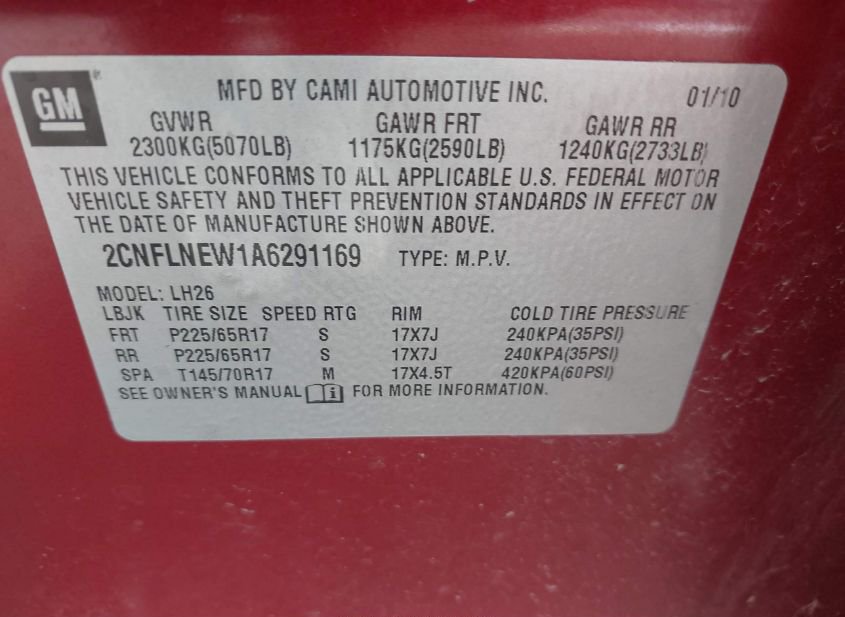 GM
MFD BY CAMI AUTOMOTIVE INC. 01/10
GVWR GAWR FRT GAWR RR
2300KG(5070LB) 1175KG(2590LB) 1240KG(2733LB)
THIS VEHICLE CONFORMS TO ALL APPLICABLE U.S. FEDERAL MOTOR
VEHICLE SAFETY AND THEFT PREVENTION STANDARDS IN EFFECT ON
THE DATE OF MANUFACTURE SHOWN ABOVE.
2CNFLNEW1A6291169 TYPE: M.P.V.
MODEL: LH26
LBJK TIRE SIZE SPEED RTG RIM COLD TIRE PRESSURE
FRT P225/65R17 S 17X7J 240KPA(35PSI)
RR P225/65R17 S 17X7J 240KPA(35PSI)
SPA T145/70R17 M 17X4.5T 420KPA(60PSI)
SEE OWNER'S MANUAL i FOR MORE INFORMATION.